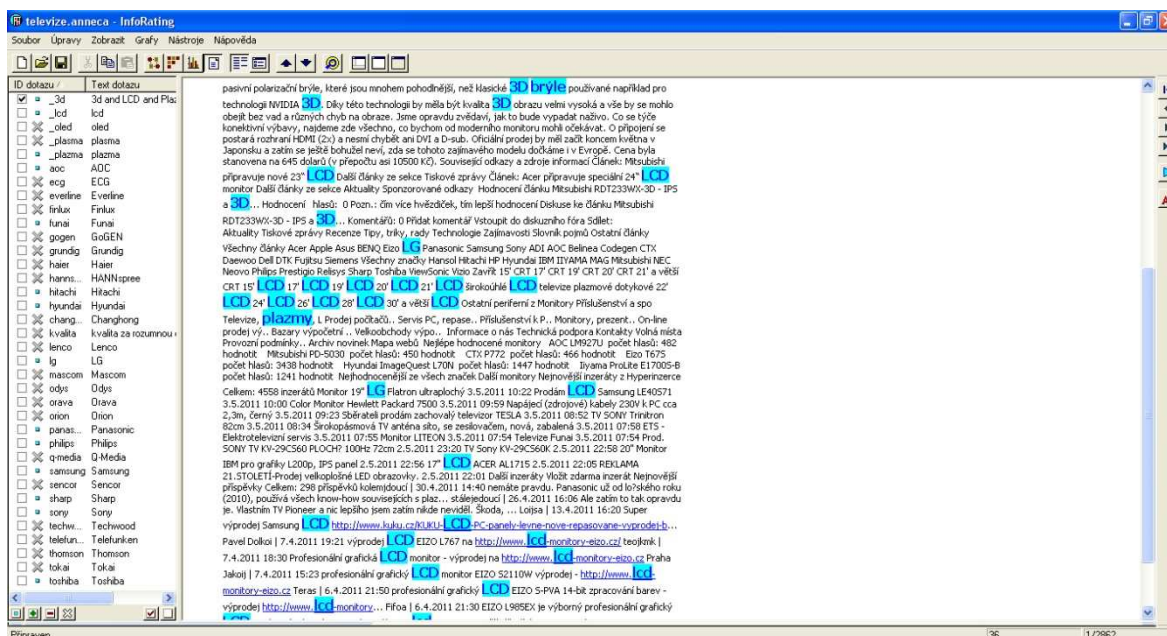 televize.anneca - InfoRating
Soubor Úpravy Zobrazit Grafy Nástroje Nápověda
ID dotazu / Text dotazu
_3d 3d and LCD and Pla:
_lcd lcd
_oled oled
_plasma plasma
_plazma plazma
aoc AOC
ecg ECG
everline Everline
finlux Finlux
funai Funai
gogen GoGEN
grundig Grundig
haier Haier
hanns... HANNspree
hitachi Hitachi
hyundai Hyundai
chang... Changhong
kvalita kvalita za rozumnou
lenco Lenco
lg LG
mascom Mascom
odys Odys
orava Orava
orion Orion
panas... Panasonic
philips Philips
q-media Q-Media
samsung Samsung
sencor Sencor
sharp Sharp
sony Sony
techw... Techwood
telefun... Telefunken
thomson Thomson
tokai Tokai
toshiba Toshiba
pasivní polarizační brýle, které jsou mnohem pohodlnější, než klasické 3D brýle používané například pro
technologii NVIDIA 3D. Díky této technologii by měla být kvalita 3D obrazu velmi vysoká a vše by se mohlo
obejít bez vad a různých chyb na obraze. Jsme opravdu zvědaví, jak to bude vypadat naživo. Co se týče
konektivní výbavy, najdeme zde všechno, co bychom od moderního monitoru mohli očekávat. O připojení se
postará rozhraní HDMI (2x) a nesmí chybět ani DVI a D-sub. Oficiální prodej by měl začít koncem května v
Japonsku a zatím se ještě bohužel neví, zda se tohoto zajímavého modelu dočkáme i v Evropě. Cena byla
stanovena na 645 dolarů (v přepočtu asi 10500 Kč). Související odkazy a zdroje informací Článek: Mitsubishi
připravuje nové 23" LCD Další články ze sekce Tiskové zprávy Článek: Acer připravuje speciální 24" LCD
monitor Další články ze sekce Aktuality Sponzorované odkazy Hodnocení článku Mitsubishi RDT233WX-3D - IPS
a 3D... Hodnocení hlasů: 0 Pozn.: čím více hvězdiček, tím lepší hodnocení Diskuse ke článku Mitsubishi
RDT233WX-3D - IPS a 3D... Komentářů: 0 Přidat komentář Vstoupit do diskuzního fóra Sdílet:
Aktuality Tiskové zprávy Recenze Tipy, triky, rady Technologie Zajímavosti Slovník pojmů Ostatní články
Všechny články Acer Apple Asus BENQ Eizo LG Panasonic Samsung Sony ADI AOC Belinea Codegen CTX
Daewoo Dell DTK Fujitsu Siemens Všechny značky Hansol Hitachi HP Hyundai IBM IIYAMA MAG Mitsubishi NEC
Neovo Philips Prestigio Relisys Sharp Toshiba ViewSonic Vizio Zavřít 15' CRT 17' CRT 19' CRT 20' CRT 21' a větší
CRT 15' LCD 17' LCD 19' LCD 20' LCD 21' LCD širokoúhlé LCD televize plazmové dotykové 22'
LCD 24' LCD 26' LCD 28' LCD 30' a větší LCD Ostatní periferní z Monitory Příslušenství a spo
Televize, plazmy, L Prodej počítačů.. Servis PC, repase.. Příslušenství k P.. Monitory, prezent.. On-line
prodej vý.. Bazary výpočetní .. Velkoobchody výpo.. Informace o nás Technická podpora Kontakty Volná místa
Provozní podmínky.. Archiv novinek Mapa webů Nejlépe hodnocené monitory AOC LM927U počet hlasů: 482
hodnotit Mitsubishi PD-5030 počet hlasů: 450 hodnotit CTX P772 počet hlasů: 466 hodnotit Eizo T675
počet hlasů: 3438 hodnotit Hyundai ImageQuest L70N počet hlasů: 1447 hodnotit Iiyama ProLite E1700S-B
počet hlasů: 1241 hodnotit Nejhodnocenější ze všech značek Další monitory Nejnovější inzeráty z Hyperinzerce
Celkem: 4558 inzerátů Monitor 19" LG Flatron ultraplochý 3.5.2011 10:22 Prodám LCD Samsung LE40S71
3.5.2011 10:00 Color Monitor Hewlett Packard 7500 3.5.2011 09:59 Napájecí (zdrojové) kabely 230V k PC cca
2,3m, černý 3.5.2011 09:23 Sběrateli prodám zachovalý televizor TESLA 3.5.2011 08:52 TV SONY Trinitron
82cm 3.5.2011 08:34 Širokopásmová TV anténa síto, se zesilovačem, nová, zabalená 3.5.2011 07:58 ETS -
Elektrotelevizní servis 3.5.2011 07:55 Monitor LITEON 3.5.2011 07:54 Televize Funai 3.5.2011 07:54 Prod.
SONY TV KV-29CS60 PLOCH? 100Hz 72cm 2.5.2011 23:20 TV Sony KV-29CS60K 2.5.2011 22:58 20" Monitor
IBM pro grafiky L200p, IPS panel 2.5.2011 22:56 17" LCD ACER AL1715 2.5.2011 22:05 REKLAMA
21.STOLETÍ-Prodej velkoplošné LED obrazovky. 2.5.2011 22:01 Další inzeráty Vložit zdarma inzerát Nejnovější
příspěvky Celkem: 298 příspěvků kolemjdoucí | 30.4.2011 14:40 nemáte pravdu. Panasonic už od lo?ského roku
(2010), používá všech know-how souvisejících s plaz... stálejedoucí | 26.4.2011 16:06 Ale zatím to tak opravdu
je. Vlastním TV Pioneer a nic lepšího jsem zatím nikde neviděl. Škoda, ... Lojsa | 13.4.2011 16:20 Super
výprodej Samsung LCD http://www.kuku.cz/KUKU-LCD-PC-panely-levne-nove-repasovane-vyprodej-b...
Pavel Dolkoi | 7.4.2011 19:21 výprodej LCD EIZO L767 na http://www.lcd-monitory-eizo.cz/ teojkmk |
7.4.2011 18:30 Profesionální grafická LCD monitor - výprodej na http://www.lcd-monitory-eizo.cz Praha
Jakoij | 7.4.2011 15:23 profesionální grafický LCD monitor EIZO S2110W výprodej - http://www.lcd-
monitory-eizo.cz Teras | 6.4.2011 21:50 profesionální grafický LCD EIZO S-PVA 14-bit zpracování barev -
výprodej http://www.lcd-monitory... Fifoa | 6.4.2011 21:30 EIZO L985EX je výborný profesionální grafický
Připraven 36 1/2862